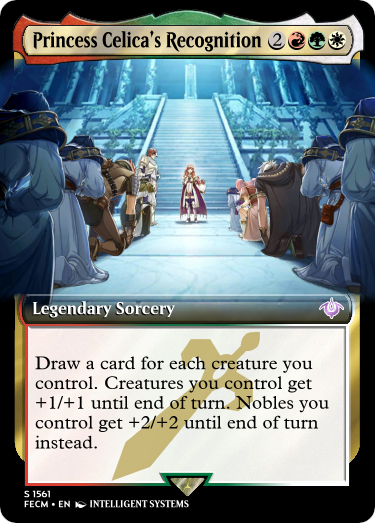 Princess Celica's Recognition 2
Legendary Sorcery
Draw a card for each creature you
control. Creatures you control get
+1/+1 until end of turn. Nobles you
control get +2/+2 until end of turn
instead.
S 1561
FECM • EN INTELLIGENT SYSTEMS